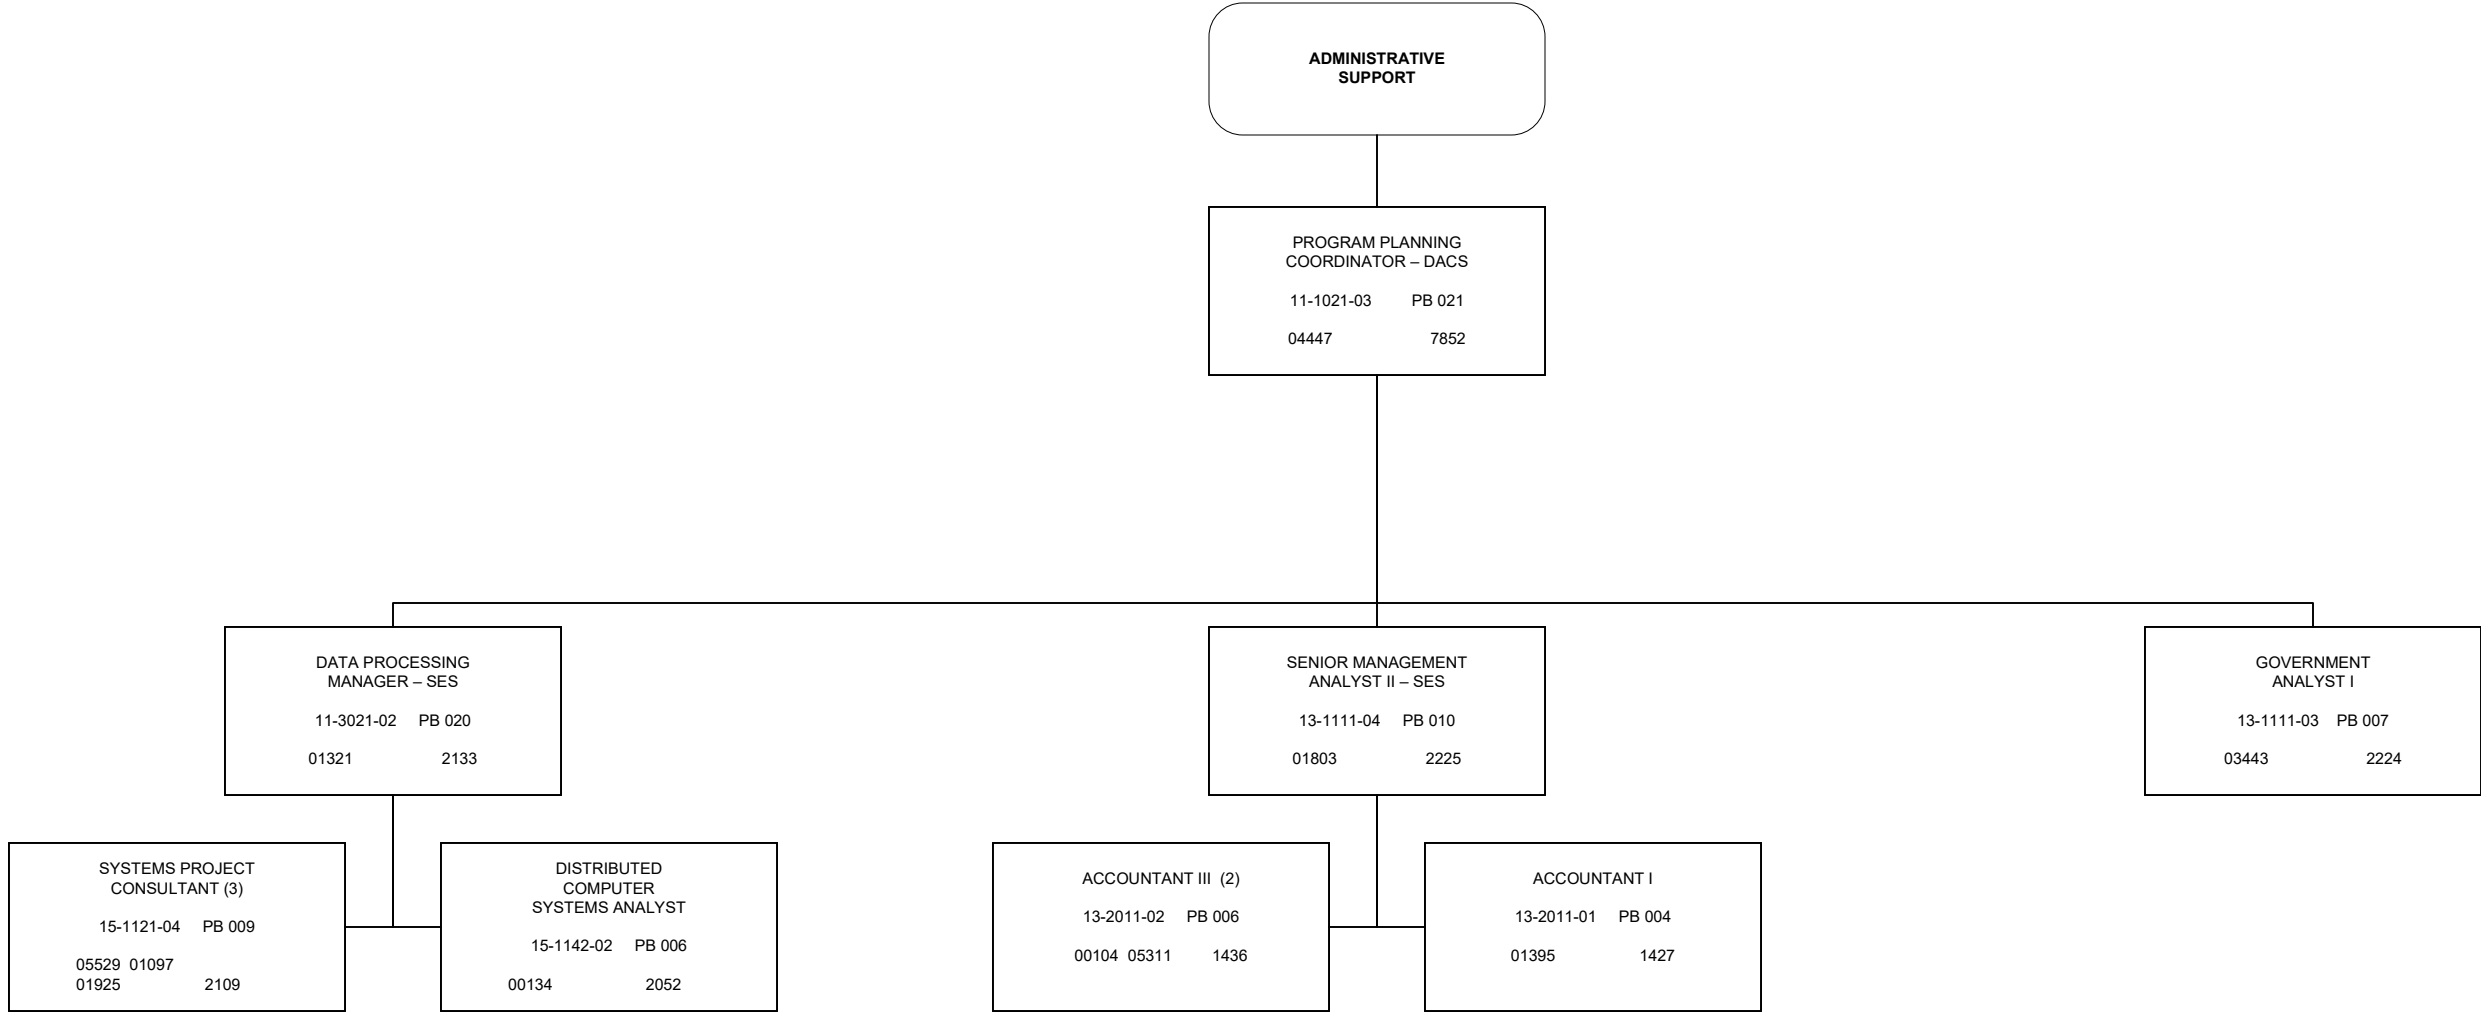 ADMINISTRATIVE
SUPPORT
PROGRAM PLANNING
COORDINATOR – DACS
11-1021-03 PB 021
04447 7852
DATA PROCESSING
MANAGER – SES
11-3021-02 PB 020
01321 2133
SENIOR MANAGEMENT
ANALYST II – SES
13-1111-04 PB 010
01803 2225
GOVERNMENT
ANALYST I
13-1111-03 PB 007
03443 2224
SYSTEMS PROJECT
CONSULTANT (3)
15-1121-04 PB 009
05529 01097
01925 2109
DISTRIBUTED
COMPUTER
SYSTEMS ANALYST
15-1142-02 PB 006
00134 2052
ACCOUNTANT III (2)
13-2011-02 PB 006
00104 05311 1436
ACCOUNTANT I
13-2011-01 PB 004
01395 1427